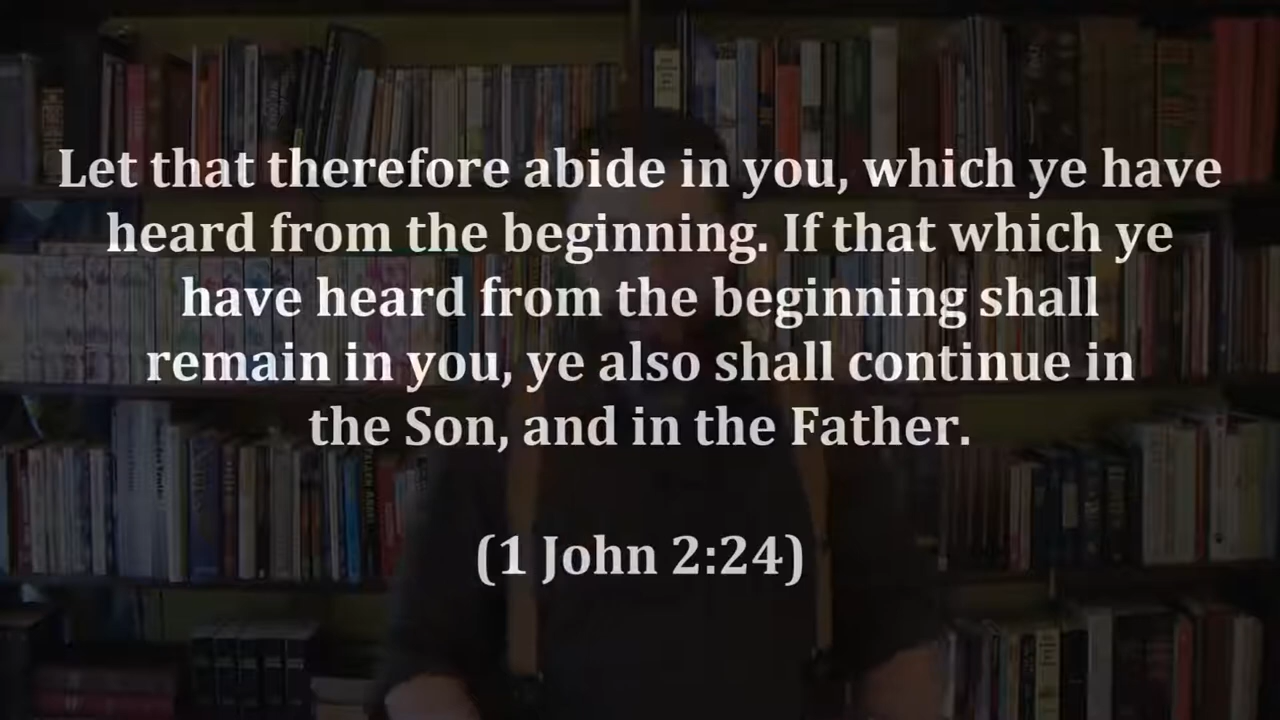 Let that therefore abide in you, which ye have
heard from the beginning. If that which ye
have heard from the beginning shall
remain in you, ye also shall continue in
the Son, and in the Father.
(1 John 2:24)